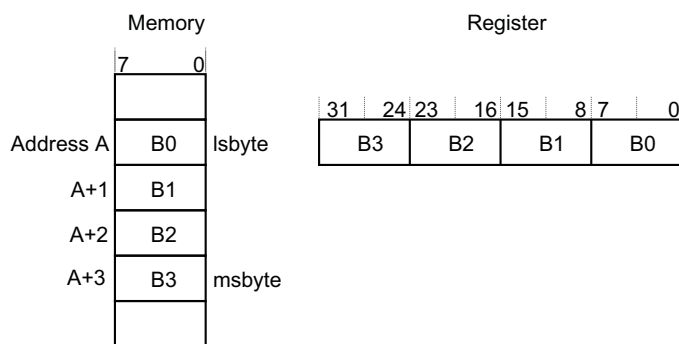 Memory Register
7 0
31 24 23 16 15 8 7 0
Address A B0 lsbyte B3 B2 B1 B0
A+1 B1
A+2 B2
A+3 B3 msbyte